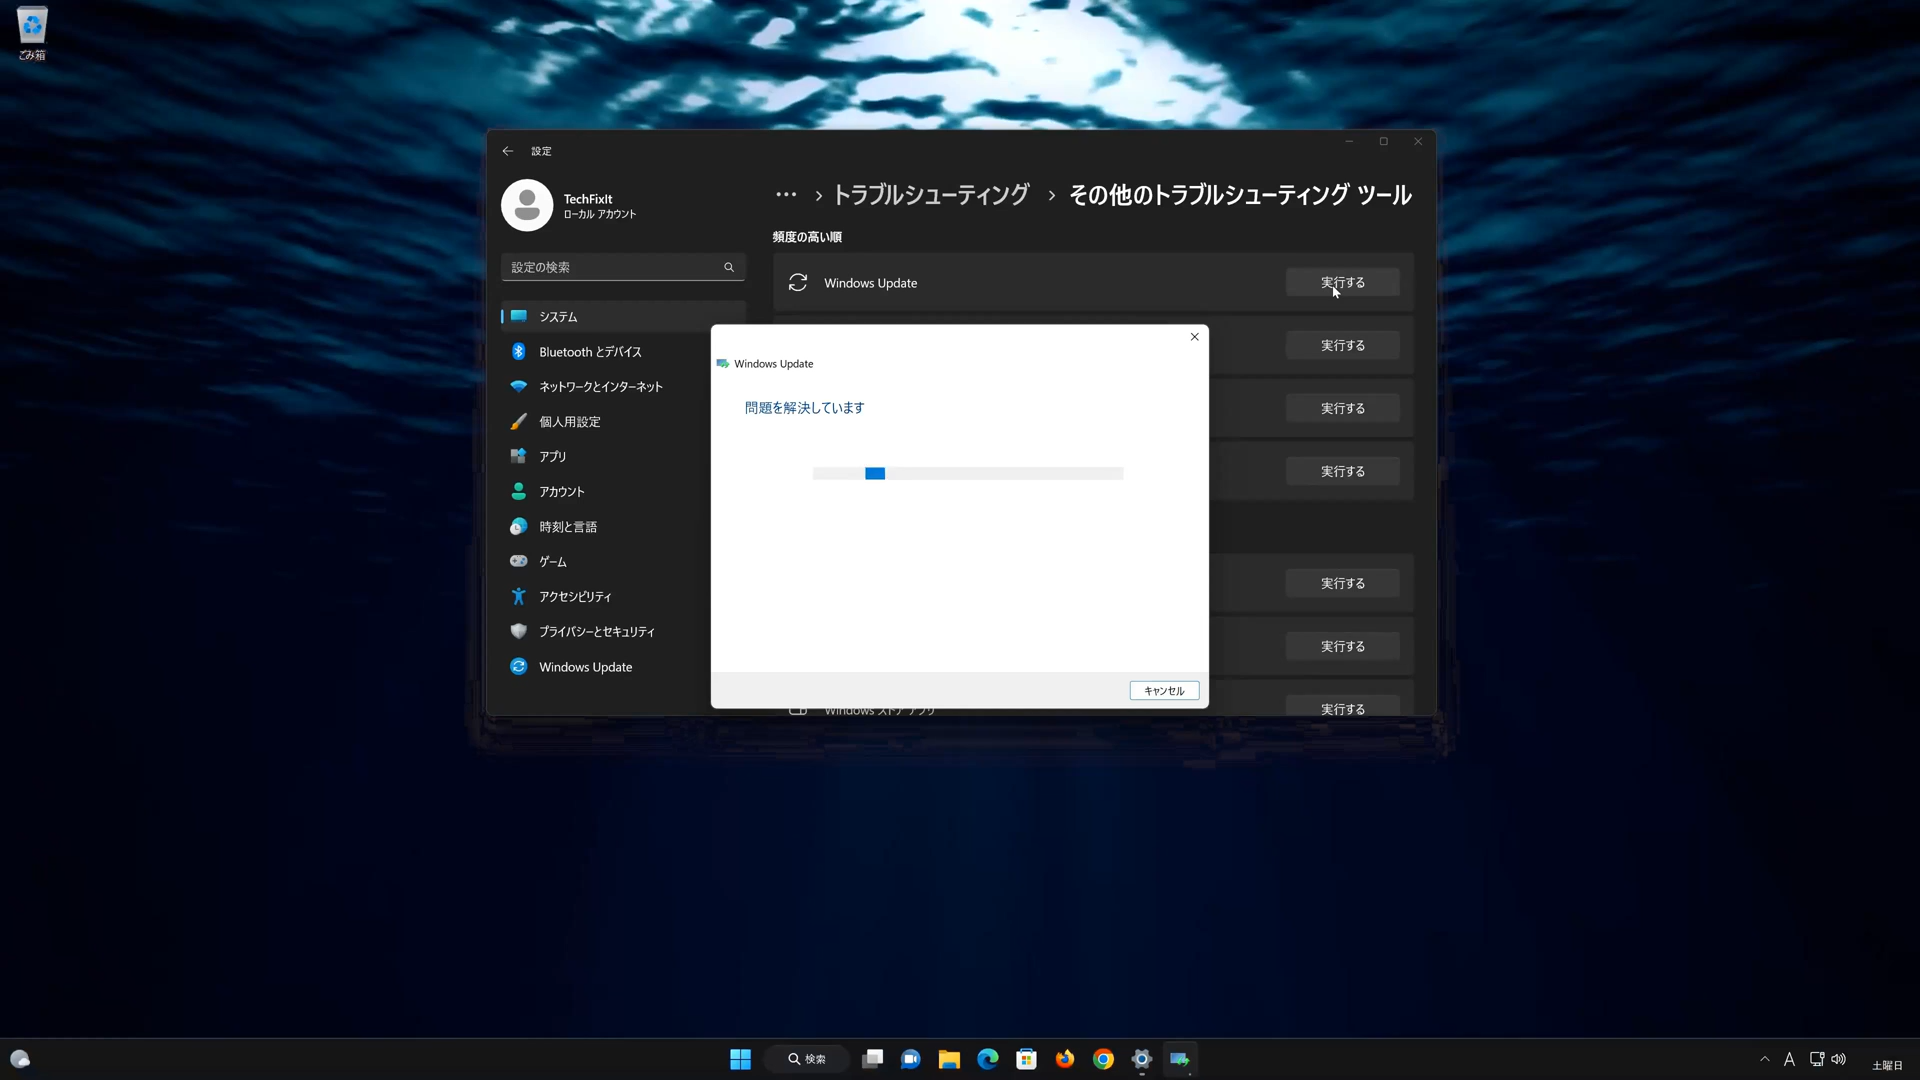 ごみ箱
設定
TechFixIt
ローカル アカウント
設定の検索
システム
Bluetooth とデバイス
ネットワークとインターネット
個人用設定
アプリ
アカウント
時刻と言語
ゲーム
アクセシビリティ
プライバシーとセキュリティ
Windows Update
… › トラブルシューティング › その他のトラブルシューティング ツール
頻度の高い順
Windows Update 実行する
実行する
実行する
実行する
実行する
実行する
Windows ストア アプリ 実行する
Windows Update
問題を解決しています
キャンセル
検索
A
土曜日